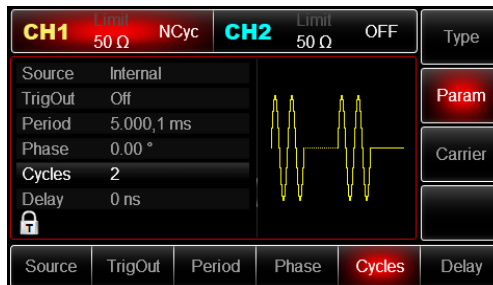 CH1 Limit 50 Ω NCyc CH2 Limit 50 Ω OFF Type
Source Internal
TrigOut Off
Param
Period 5.000,1 ms
Phase 0.00 °
Carrier
Cycles 2
Delay 0 ns
T
Source TrigOut Period Phase Cycles Delay